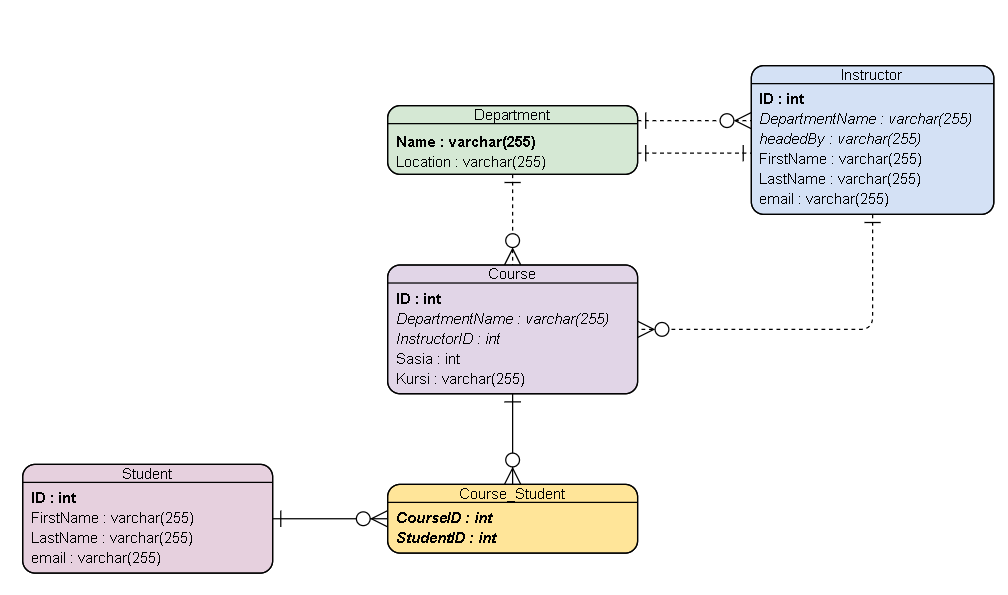 Instructor
ID : int
DepartmentName : varchar(255)
headedBy : varchar(255)
FirstName : varchar(255)
LastName : varchar(255)
email : varchar(255)
Department
Name : varchar(255)
Location : varchar(255)
Course
ID : int
DepartmentName : varchar(255)
InstructorID : int
Sasia : int
Kursi : varchar(255)
Student
ID : int
FirstName : varchar(255)
LastName : varchar(255)
email : varchar(255)
Course_Student
CourseID : int
StudentID : int